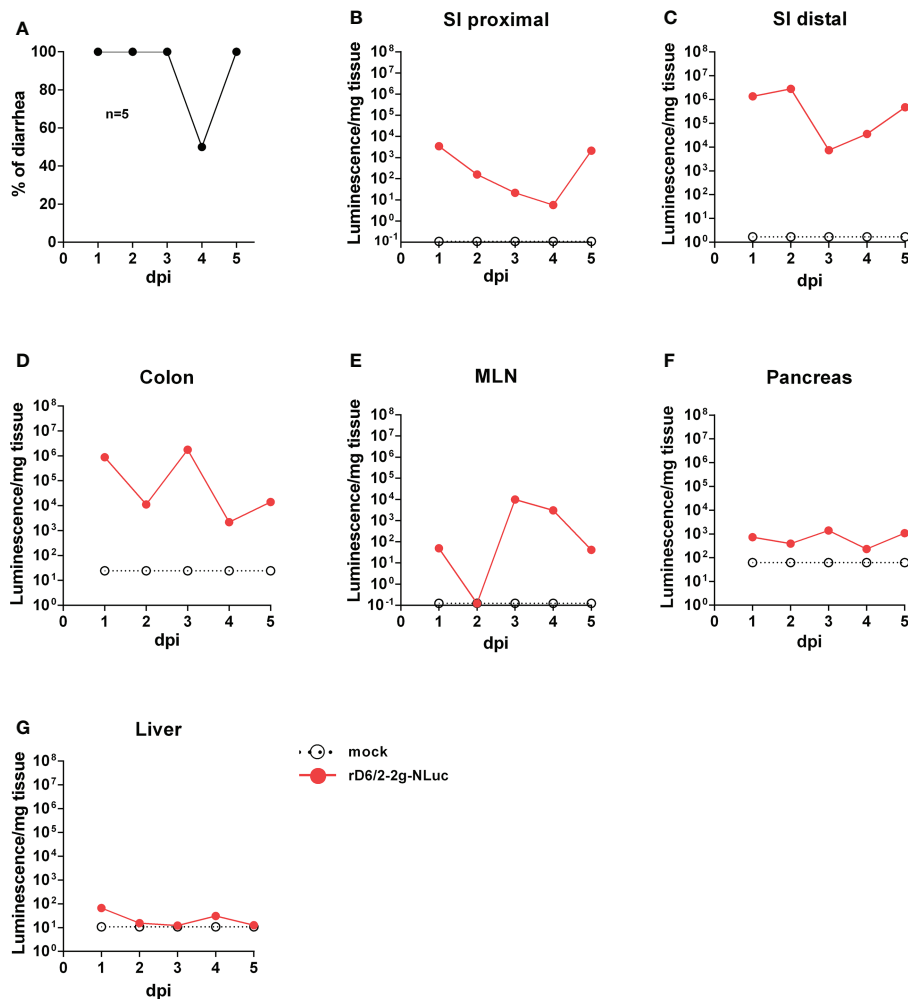 A
% of diarrhea
100
80
60
40
20
0
n=5
0 1 2 3 4 5
dpi
B
SI proximal
Luminescence/mg tissue
10⁸
10⁷
10⁶
10⁵
10⁴
10³
10²
10¹
10⁰
10⁻¹
0 1 2 3 4 5
dpi
C
SI distal
Luminescence/mg tissue
10⁸
10⁷
10⁶
10⁵
10⁴
10³
10²
10¹
10⁰
0 1 2 3 4 5
dpi
D
Colon
Luminescence/mg tissue
10⁸
10⁷
10⁶
10⁵
10⁴
10³
10²
10¹
10⁰
0 1 2 3 4 5
dpi
E
MLN
Luminescence/mg tissue
10⁸
10⁷
10⁶
10⁵
10⁴
10³
10²
10¹
10⁰
10⁻¹
0 1 2 3 4 5
dpi
F
Pancreas
Luminescence/mg tissue
10⁸
10⁷
10⁶
10⁵
10⁴
10³
10²
10¹
10⁰
0 1 2 3 4 5
dpi
G
Liver
Luminescence/mg tissue
10⁸
10⁷
10⁶
10⁵
10⁴
10³
10²
10¹
10⁰
0 1 2 3 4 5
dpi
mock
rD6/2-2g-NLuc